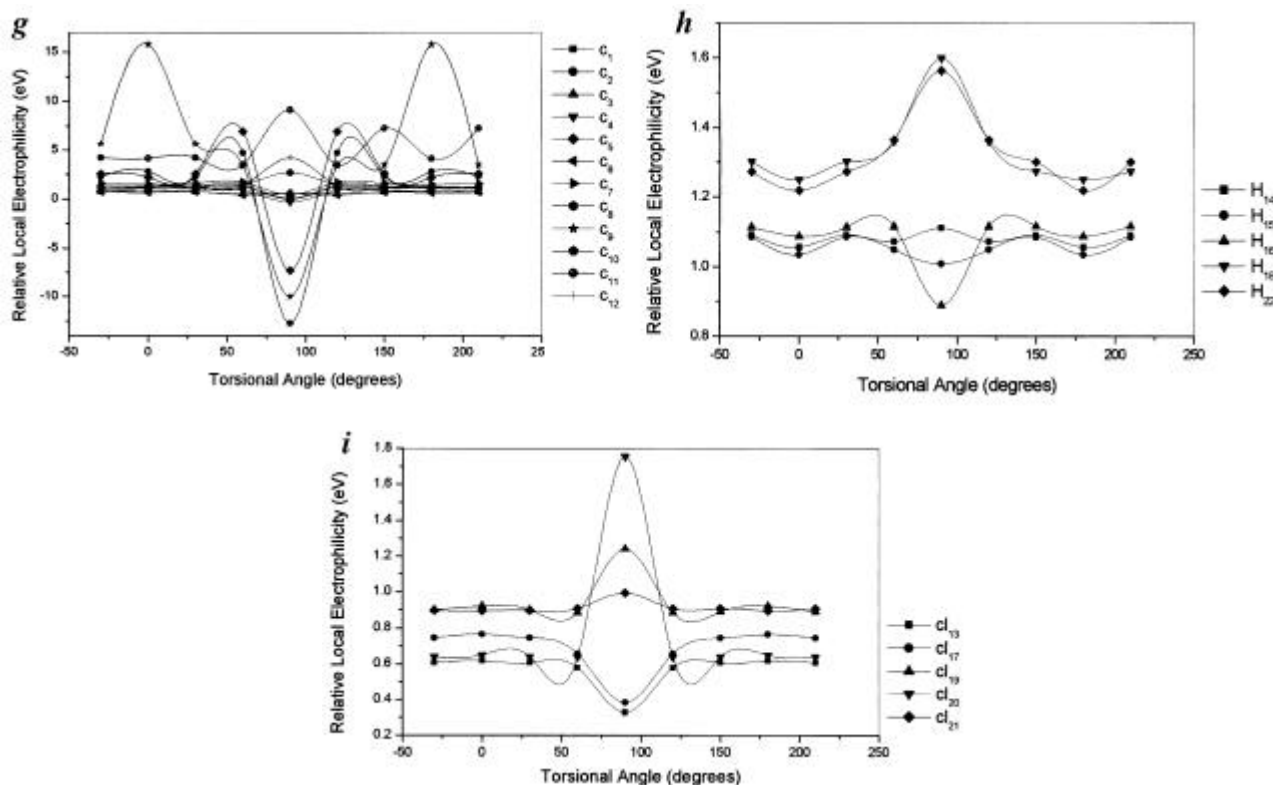 g
Relative Local Electrophilicity (eV)
15
10
5
0
-5
-10
-50 0 50 100 150 200 25
Torsional Angle (degrees)
c1
c2
c3
c4
c5
c6
c7
c8
c9
c10
c11
c12
h
Relative Local Electrophilicity (eV)
1.6
1.4
1.2
1.0
0.8
-50 0 50 100 150 200 250
Torsional Angle (degrees)
H14
H15
H16
H18
H22
i
Relative Local Electrophilicity (eV)
1.8
1.6
1.4
1.2
1.0
0.8
0.6
0.4
0.2
-50 0 50 100 150 200 250
Torsional Angle (degrees)
cl13
cl17
cl19
cl20
cl21